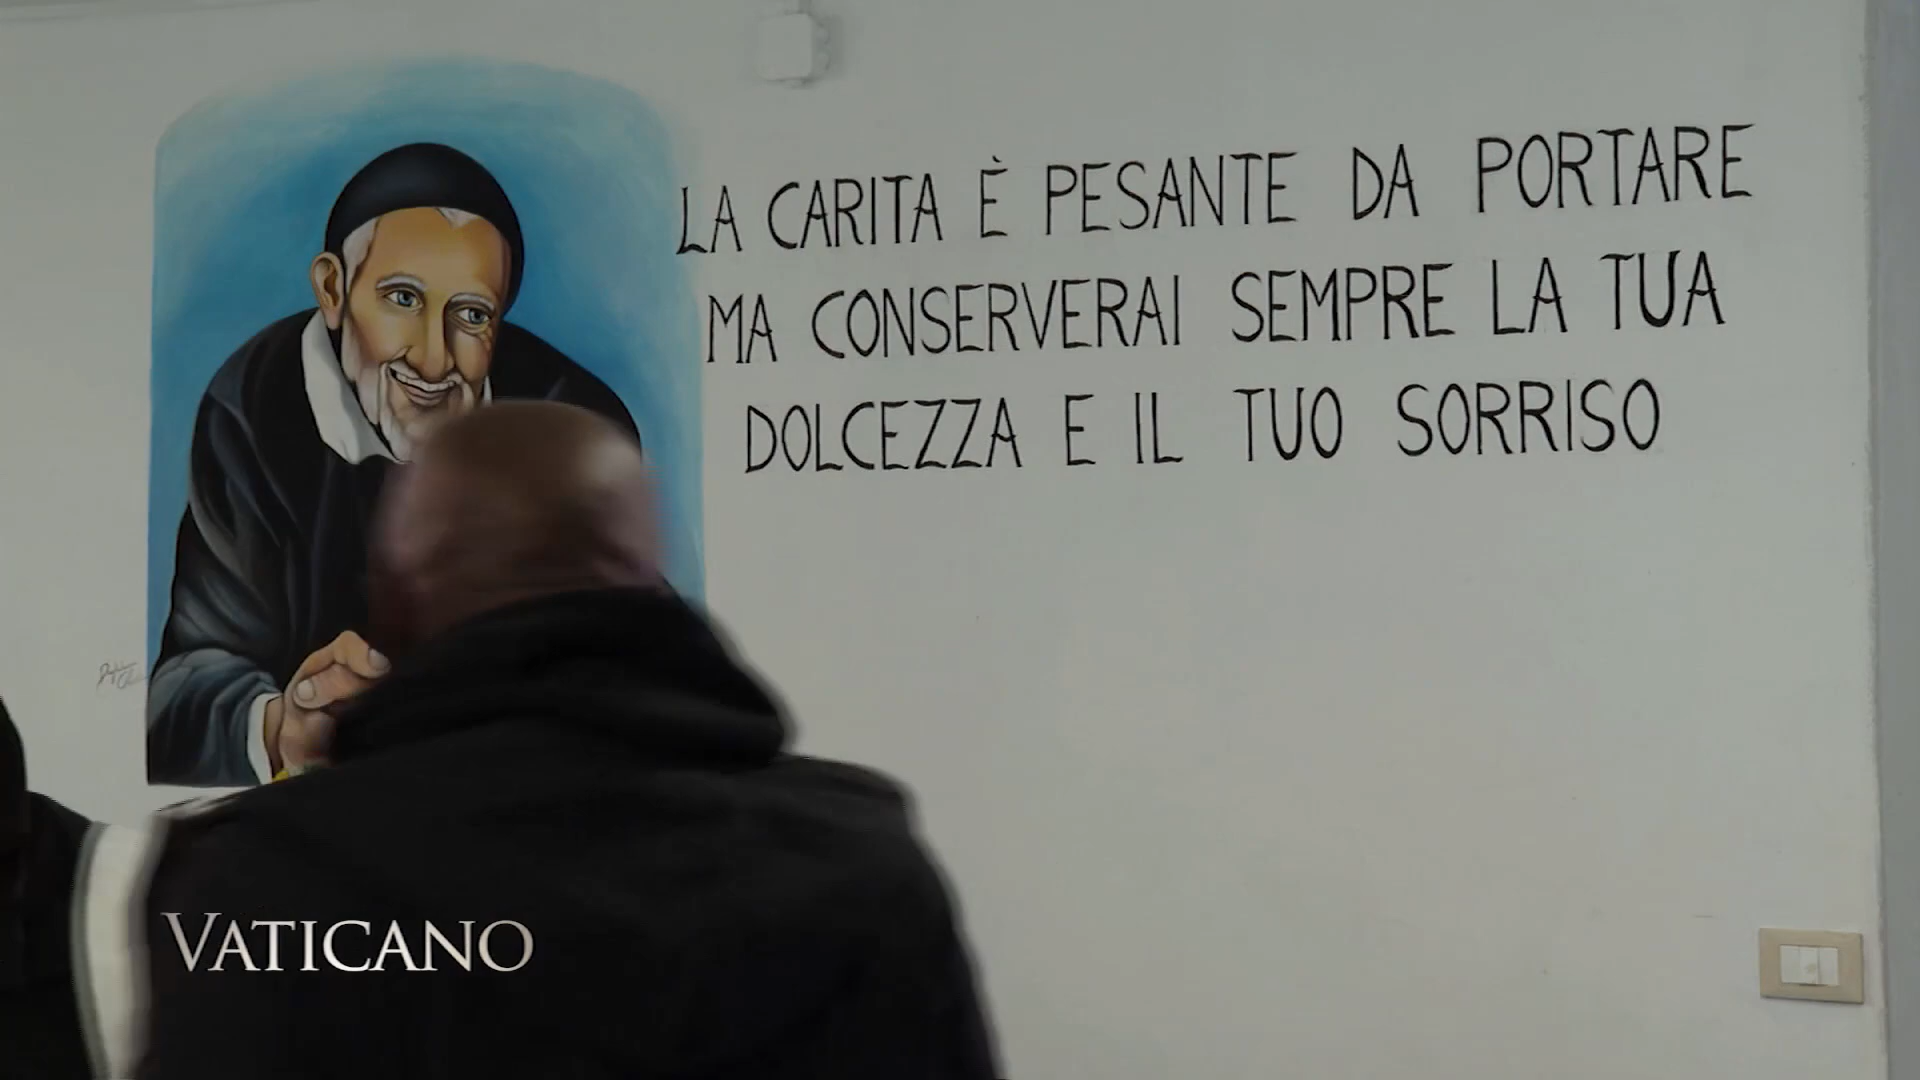 LA CARITA È PESANTE DA PORTARE
MA CONSERVERAI SEMPRE LA TUA
DOLCEZZA E IL TUO SORRISO
VATICANO